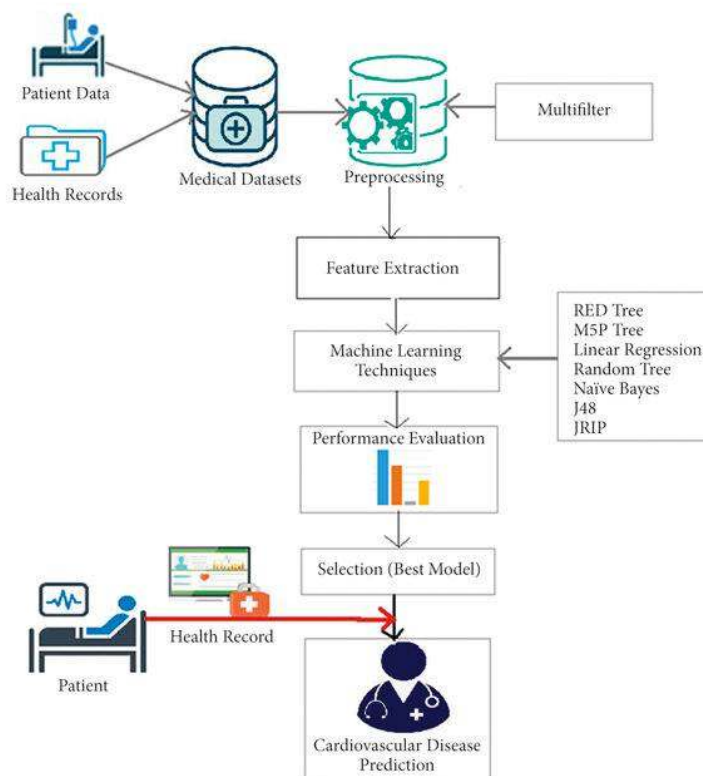 Patient Data
Health Records
Medical Datasets
Preprocessing
Multifilter
Feature Extraction
Machine Learning
Techniques
RED Tree
M5P Tree
Linear Regression
Random Tree
Naïve Bayes
J48
JRIP
Performance Evaluation
Selection (Best Model)
Health Record
Patient
Cardiovascular Disease
Prediction